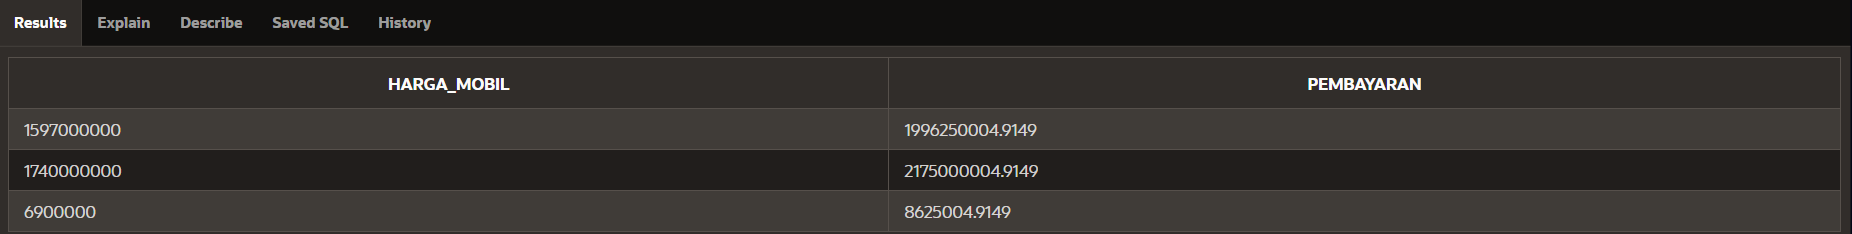 Results Explain Describe Saved SQL History
HARGA_MOBIL PEMBAYARAN
1597000000 1996250004.9149
1740000000 2175000004.9149
6900000 8625004.9149